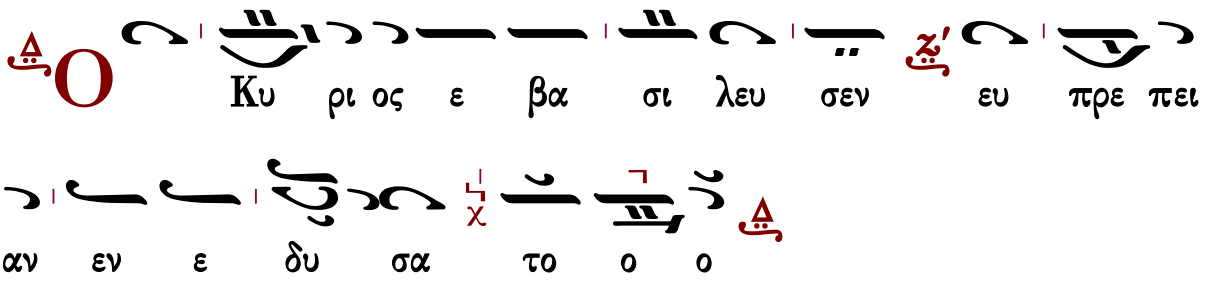 Ο Κυ ρι ος ε βα σι λευ σεν ευ πρε πει
αν εν ε δυ σα το ο ο